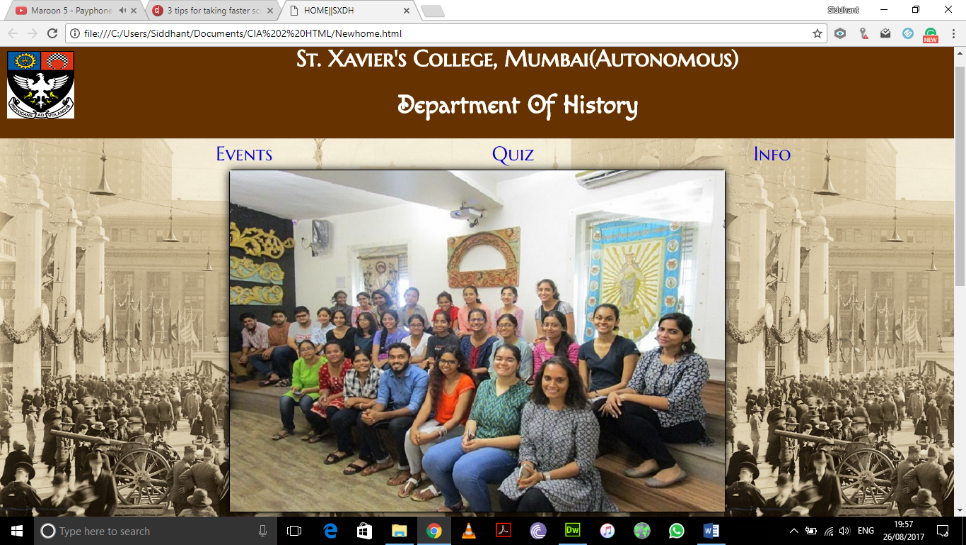 Maroon 5 - Payphone
3 tips for taking faster sc
HOME||SXDH
Siddhant
file:///C:/Users/Siddhant/Documents/CIA%202%20HTML/Newhome.html
NEW
St. Xavier's College, Mumbai(Autonomous)
Department Of History
Events Quiz Info
Type here to search
Dw
ENG
19:57
26/08/2017